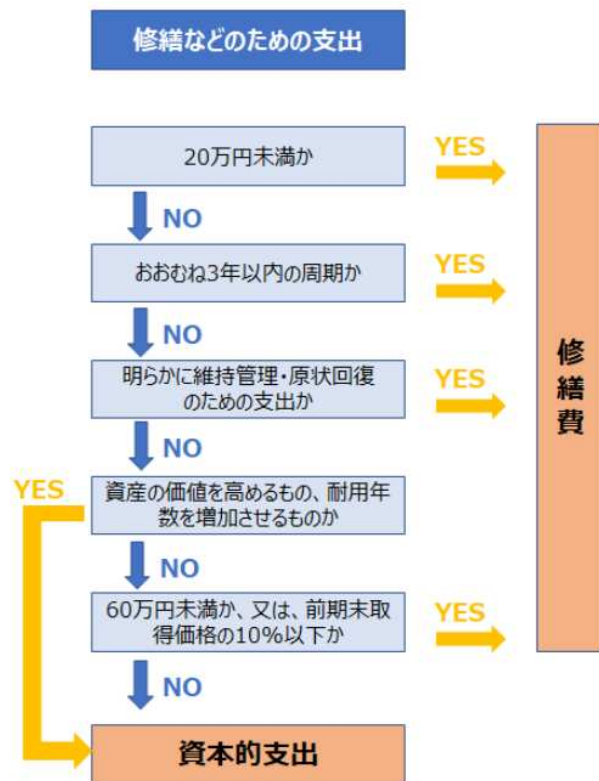 修繕などのための支出
20万円未満か
YES
NO
おおむね3年以内の周期か
YES
NO
明らかに維持管理・原状回復
のための支出か
YES
NO
YES
資産の価値を高めるもの、耐用年
数を増加させるものか
NO
60万円未満か、又は、前期末取
得価格の10%以下か
YES
NO
修繕費
資本的支出